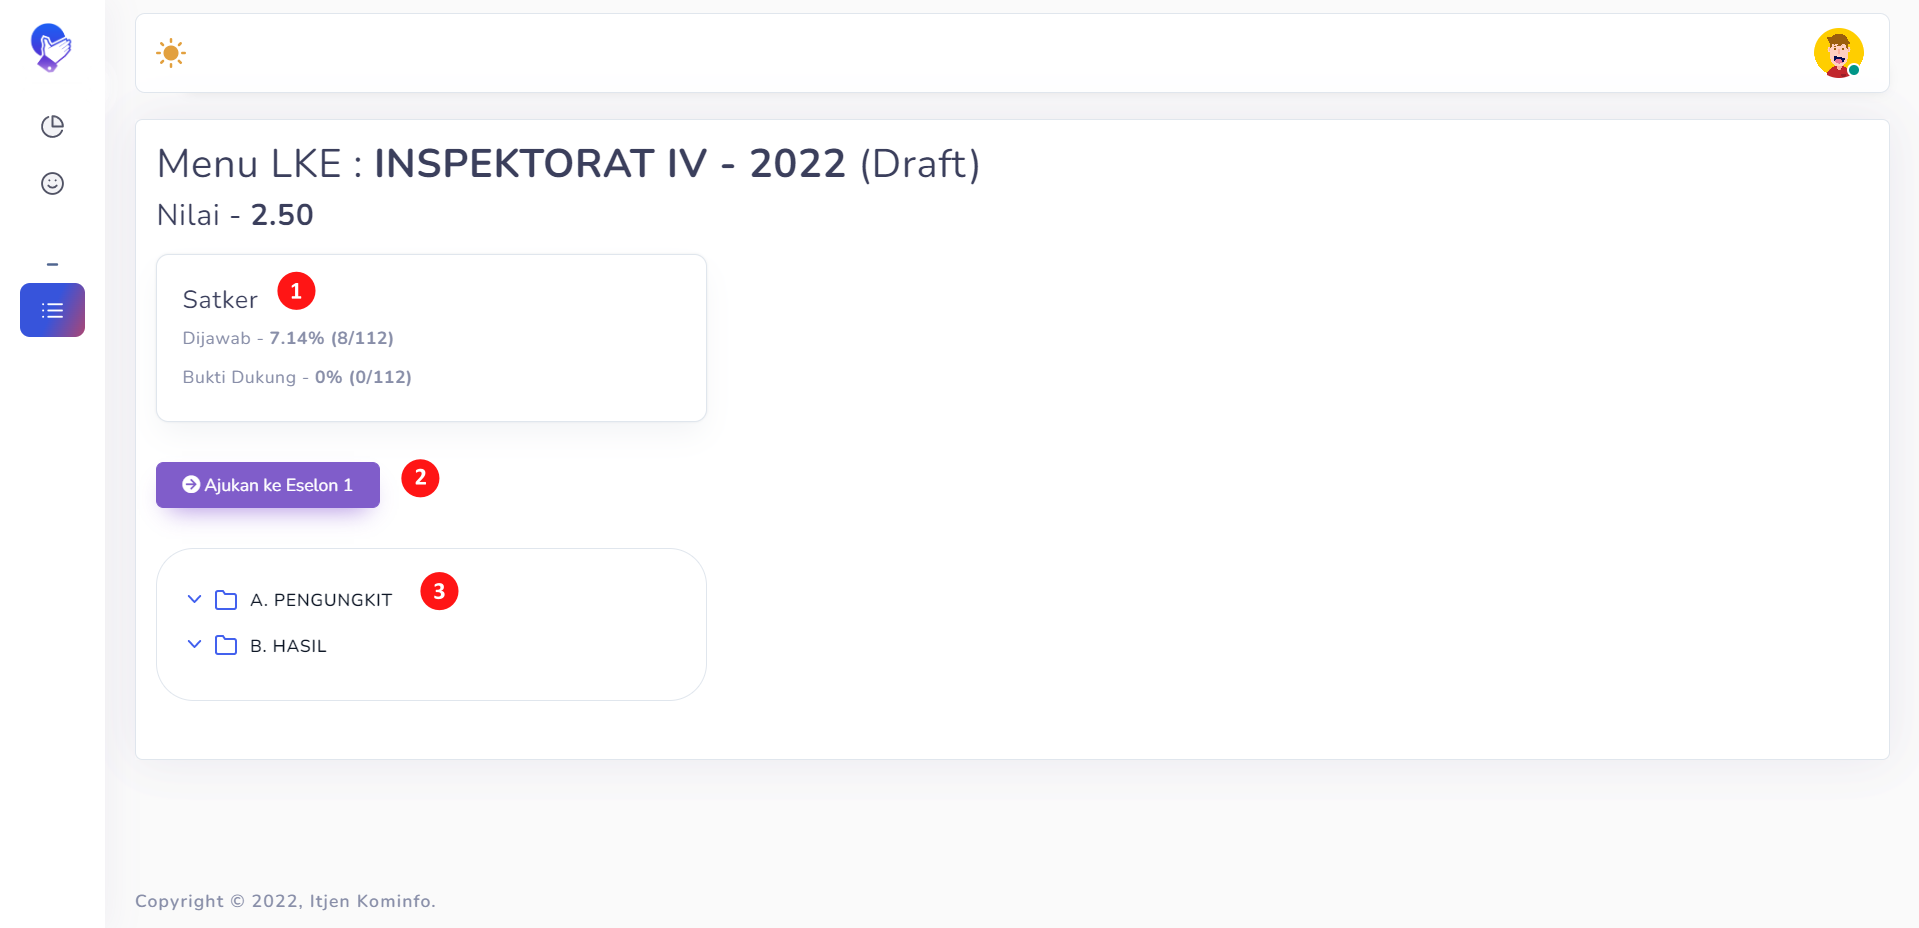 Menu LKE : INSPEKTORAT IV - 2022 (Draft)
Nilai - 2.50
Satker 1
Dijawab - 7.14% (8/112)
Bukti Dukung - 0% (0/112)
Ajukan ke Eselon 1 2
A. PENGUNGKIT 3
B. HASIL
Copyright © 2022, Itjen Kominfo.